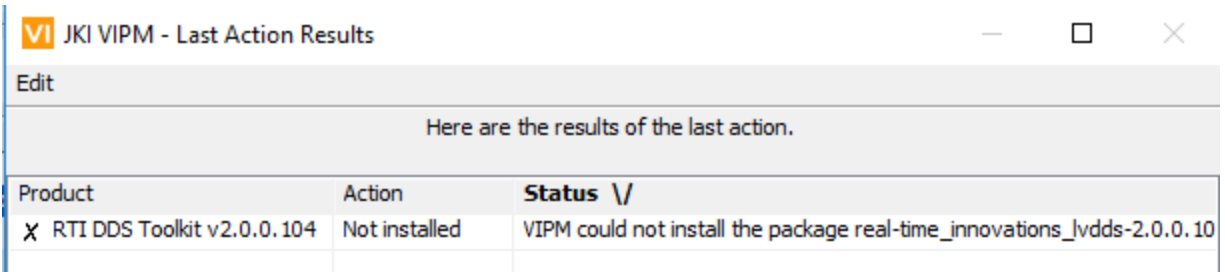 VI JKI VIPM - Last Action Results
Edit
Here are the results of the last action.
Product Action Status \/
X RTI DDS Toolkit v2.0.0.104 Not installed VIPM could not install the package real-time_innovations_lvdds-2.0.0.10